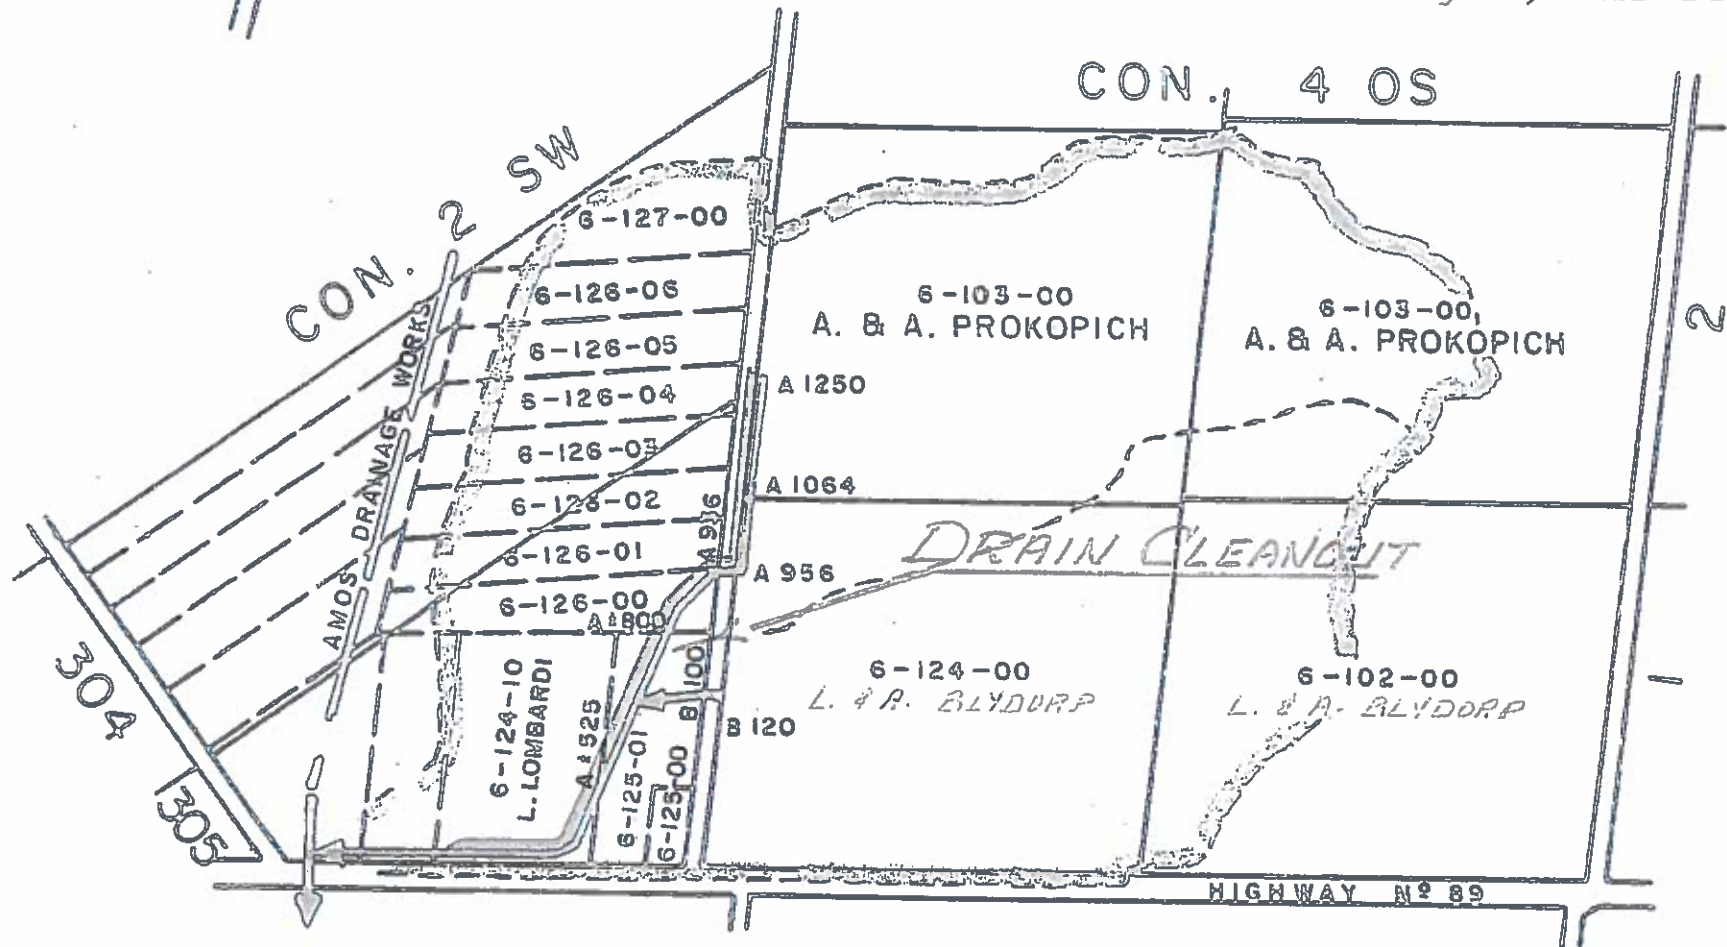 CON. 4 OS
CON. 2 SW
6-127-00
6-126-06
6-126-05
6-126-04
6-126-03
6-126-02
6-126-01
6-126-00
AMOS DRAINAGE WORKS
6-103-00
A. & A. PROKOPICH
6-103-00
A. & A. PROKOPICH
2
A 1250
A 1064
A 936
A 956
A 800
DRAIN CLEANOUT
6-124-00
L. & A. BLYDORP
6-102-00
L. & A. BLYDORP
1
304
305
6-124-10
L. LOMBARDI
A 525
6-125-01
6-125-00
B 100
B 120
HIGHWAY Nº 89